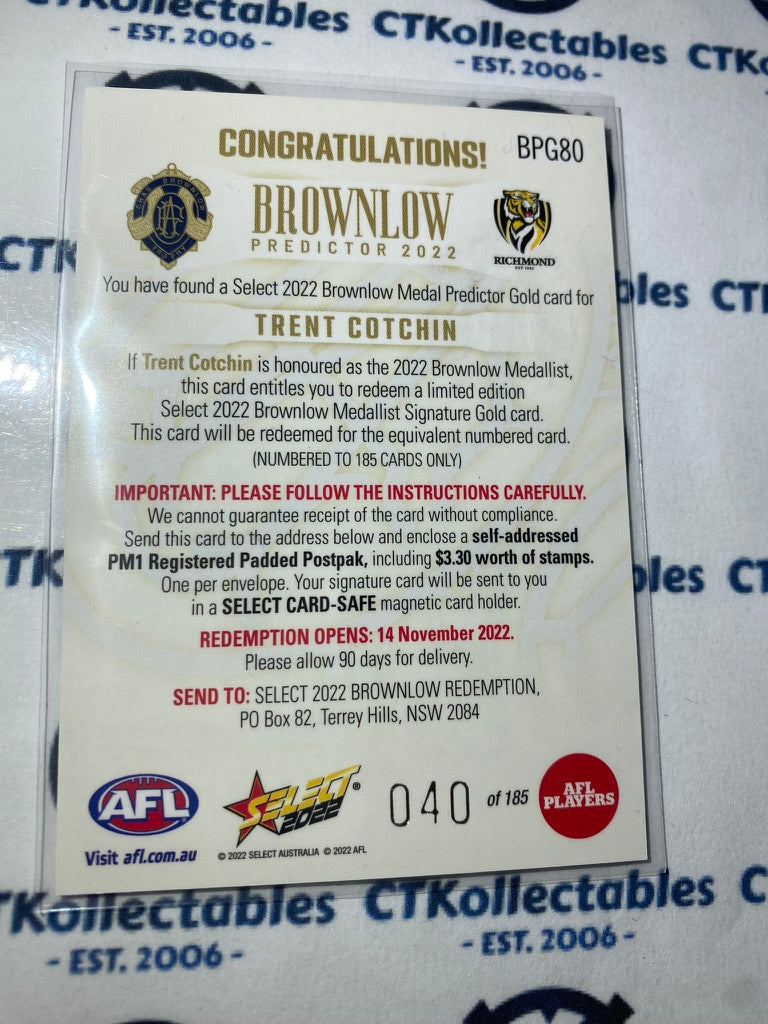 CTKollectables
- EST. 2006 -
CTKollectables
- EST. 2006 -
CONGRATULATIONS!
BPG80
CHAS BROWNLOW
TROPHY
BROWNLOW
PREDICTOR 2022
RICHMOND
EST 1885
You have found a Select 2022 Brownlow Medal Predictor Gold card for
TRENT COTCHIN
If Trent Cotchin is honoured as the 2022 Brownlow Medallist,
this card entitles you to redeem a limited edition
Select 2022 Brownlow Medallist Signature Gold card.
This card will be redeemed for the equivalent numbered card.
(NUMBERED TO 185 CARDS ONLY)
IMPORTANT: PLEASE FOLLOW THE INSTRUCTIONS CAREFULLY.
We cannot guarantee receipt of the card without compliance.
Send this card to the address below and enclose a self-addressed
PM1 Registered Padded Postpak, including $3.30 worth of stamps.
One per envelope. Your signature card will be sent to you
in a SELECT CARD-SAFE magnetic card holder.
REDEMPTION OPENS: 14 November 2022.
Please allow 90 days for delivery.
SEND TO: SELECT 2022 BROWNLOW REDEMPTION,
PO Box 82, Terrey Hills, NSW 2084
AFL
Visit afl.com.au
SELECT®
2022
© 2022 SELECT AUSTRALIA © 2022 AFL
040 of 185
AFL
PLAYERS
CTKollectables
- EST. 2006 -
CTKollectables
- EST. 2006 -